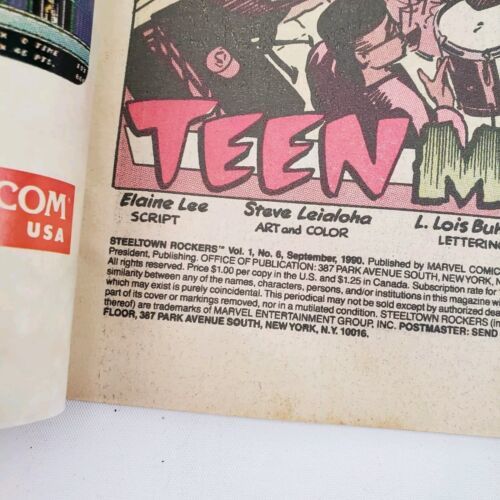 TIME
PTS.
COM
USA
TEEN M
Elaine Lee
SCRIPT
Steve Leialoha
ART and COLOR
L. Lois Buh
LETTERING
STEELTOWN ROCKERS™ Vol. 1, No. 6, September, 1990. Published by MARVEL COMIC
President, Publishing. OFFICE OF PUBLICATION: 387 PARK AVENUE SOUTH, NEW YORK, N
All rights reserved. Price $1.00 per copy in the U.S. and $1.25 in Canada. Subscription rate for
similarity between any of the names, characters, persons, and/or institutions in this magazine w
which may exist is purely coincidental. This periodical may not be sold except by authorized dea
part of its cover or markings removed, nor in a mutilated condition. STEELTOWN ROCKERS (in
thereof) are trademarks of MARVEL ENTERTAINMENT GROUP, INC. POSTMASTER: SEND
FLOOR, 387 PARK AVENUE SOUTH, NEW YORK, N.Y. 10016.